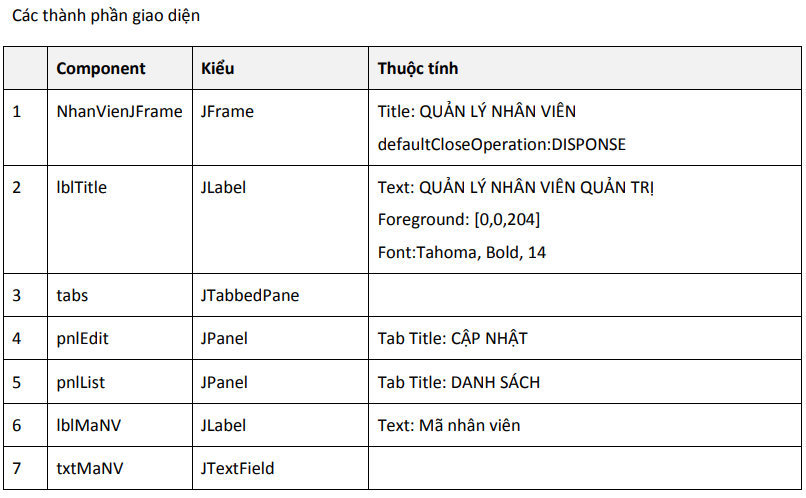 Các thành phần giao diện
Component Kiểu Thuộc tính
1 NhanVienJFrame JFrame Title: QUẢN LÝ NHÂN VIÊN
defaultCloseOperation:DISPONSE
2 lblTitle JLabel Text: QUẢN LÝ NHÂN VIÊN QUẢN TRỊ
Foreground: [0,0,204]
Font:Tahoma, Bold, 14
3 tabs JTabbedPane
4 pnlEdit JPanel Tab Title: CẬP NHẬT
5 pnlList JPanel Tab Title: DANH SÁCH
6 lblMaNV JLabel Text: Mã nhân viên
7 txtMaNV JTextField